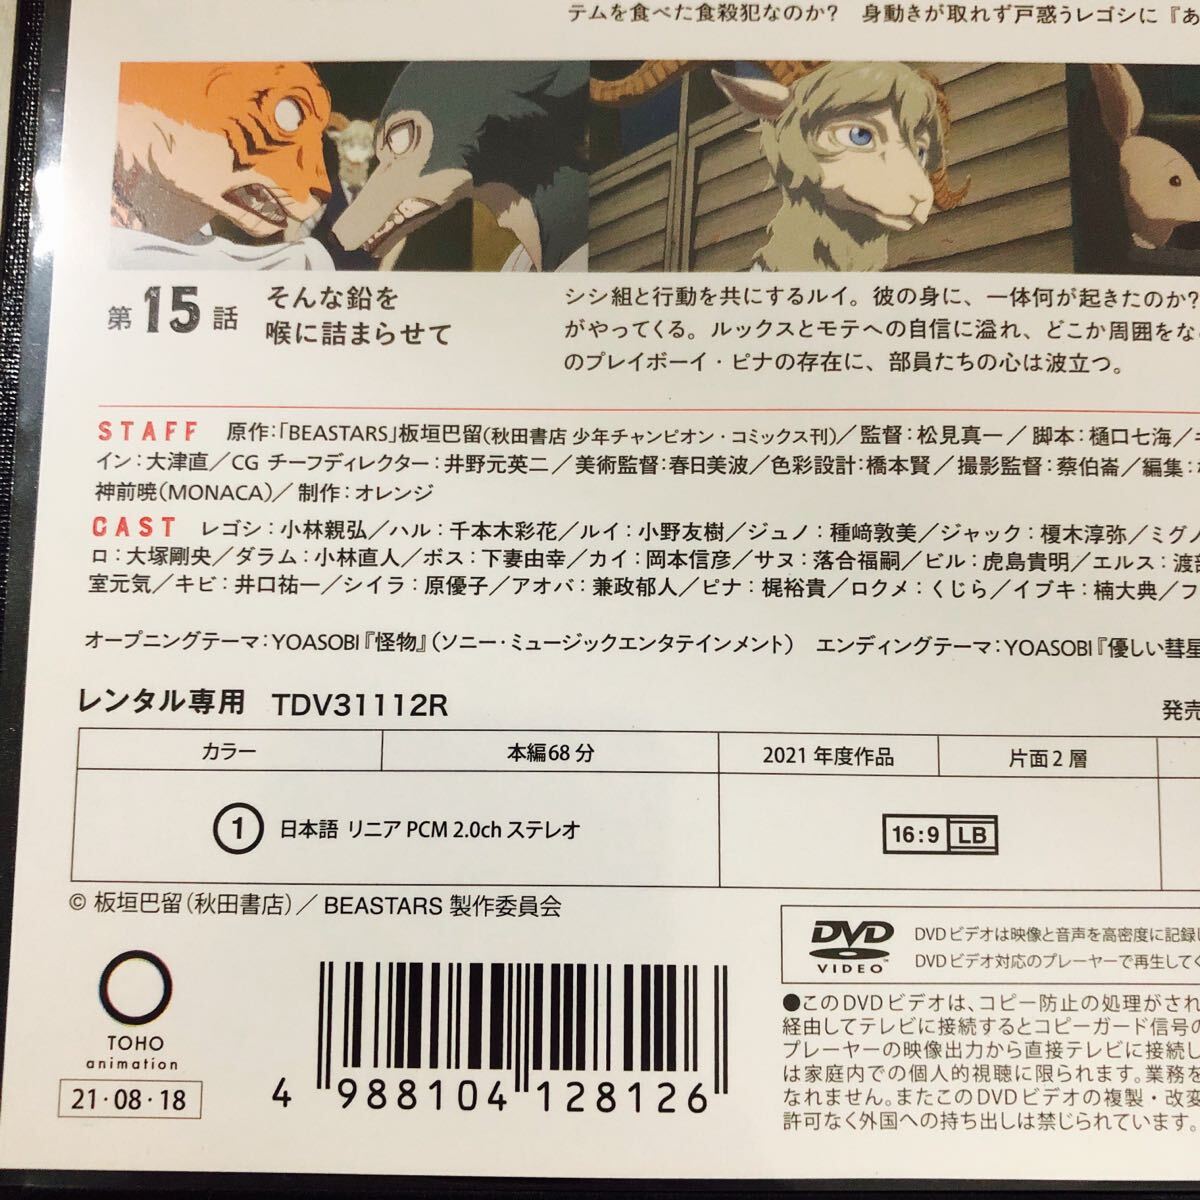 テムを食べた食殺犯なのか？ 身動きが取れず戸惑うレゴシに『あ
第15話
そんな鉛を
喉に詰まらせて
シシ組と行動を共にするルイ。彼の身に、一体何が起きたのか？
がやってくる。ルックスとモテへの自信に溢れ、どこか周囲をな
のプレイボーイ・ピナの存在に、部員たちの心は波立つ。
STAFF 原作：「BEASTARS」板垣巴留（秋田書店 少年チャンピオン・コミックス刊）／監督：松見真一／脚本：樋口七海／キ
イン：大津直／CG チーフディレクター：井野元英二／美術監督：春日美波／色彩設計：橋本賢／撮影監督：蔡伯崙／編集：
神前暁（MONACA）／制作：オレンジ
CAST レゴシ：小林親弘／ハル：千本木彩花／ルイ：小野友樹／ジュノ：種﨑敦美／ジャック：榎木淳弥／ミグノ
ロ：大塚剛央／ダラム：小林直人／ボス：下妻由幸／カイ：岡本信彦／サヌ：落合福嗣／ビル：虎島貴明／エルス：渡部
室元気／キビ：井口祐一／シイラ：原優子／アオバ：兼政郁人／ピナ：梶裕貴／ロクメ：くじら／イブキ：楠大典／フ
オープニングテーマ：YOASOBI『怪物』（ソニー・ミュージックエンタテインメント） エンディングテーマ：YOASOBI『優しい彗星
レンタル専用 TDV31112R
発売
カラー
本編68分
2021年度作品
片面2層
① 日本語 リニアPCM 2.0ch ステレオ
16:9 LB
© 板垣巴留（秋田書店）／BEASTARS 製作委員会
TOHO
animation
21・08・18
4 988104 128126
DVD
VIDEO
DVDビデオは映像と音声を高密度に記録し
DVDビデオ対応のプレーヤーで再生してく
●このDVDビデオは、コピー防止の処理がされ
経由してテレビに接続するとコピーガード信号の
プレーヤーの映像出力から直接テレビに接続し
は家庭内での個人的視聴に限られます。業務を
なれません。またこのDVDビデオの複製・改変
許可なく外国への持ち出しは禁じられています。